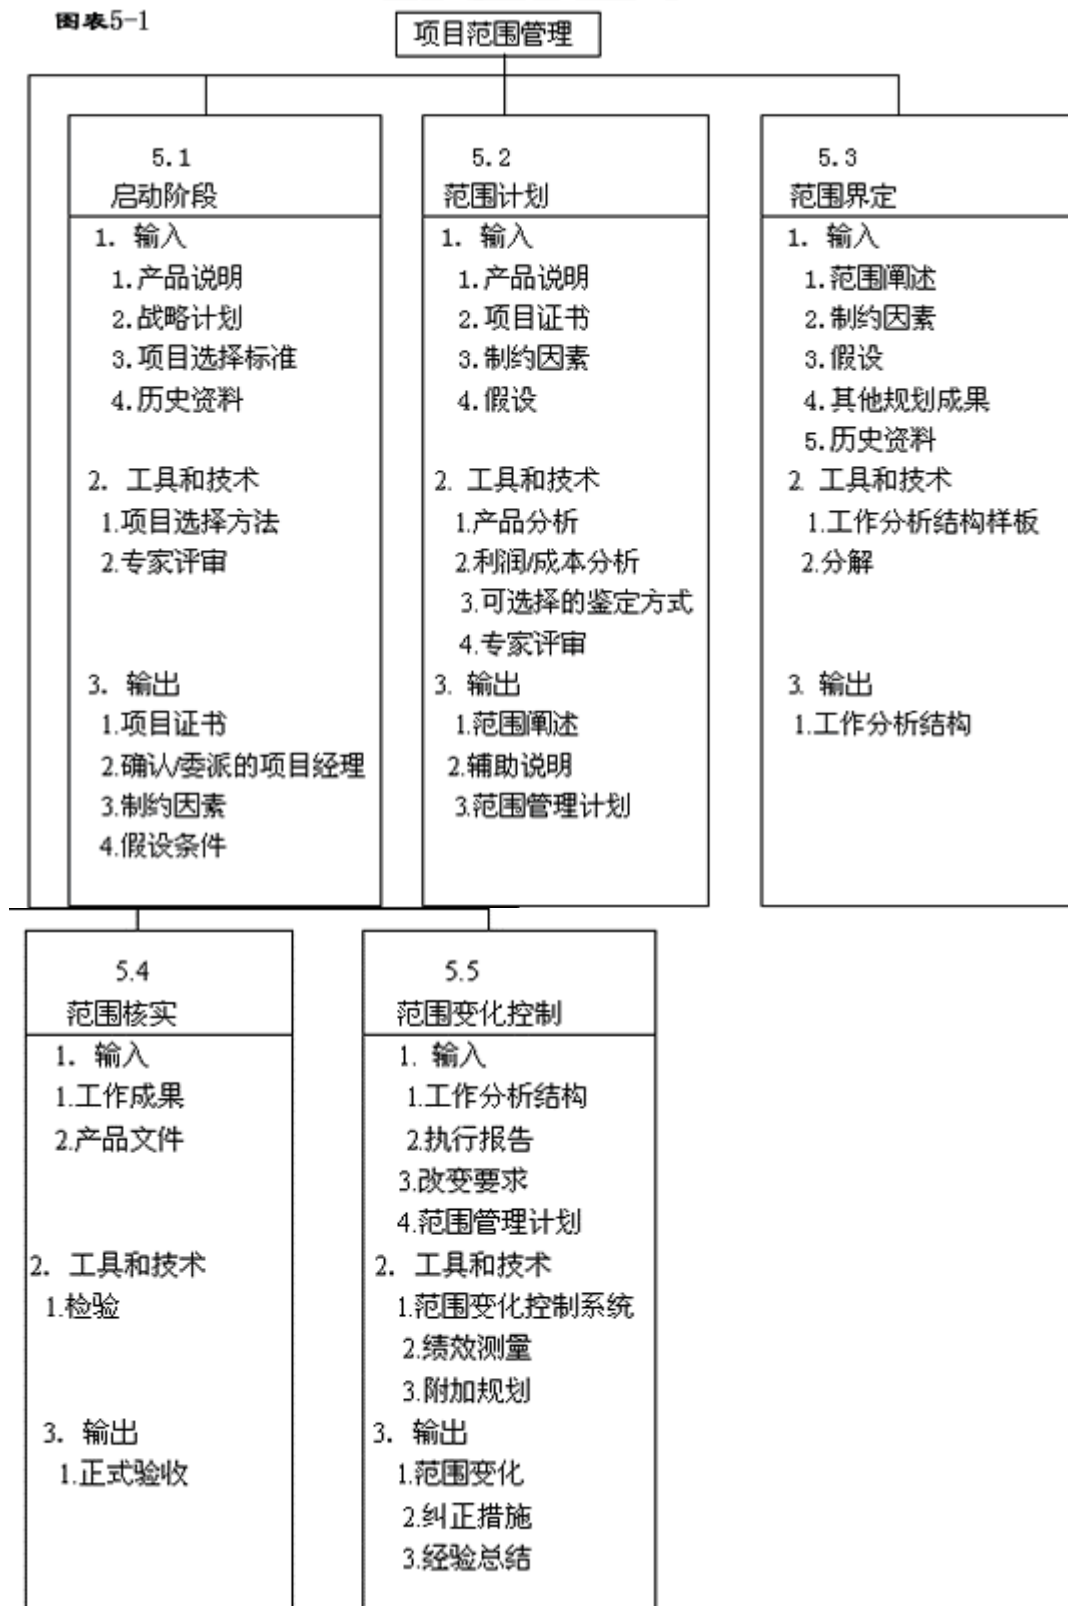 图表5-1
项目范围管理
5.1
启动阶段
1. 输入
1.产品说明
2.战略计划
3.项目选择标准
4.历史资料
2. 工具和技术
1.项目选择方法
2.专家评审
3. 输出
1.项目证书
2.确认/委派的项目经理
3.制约因素
4.假设条件
5.2
范围计划
1. 输入
1.产品说明
2.项目证书
3.制约因素
4.假设
2. 工具和技术
1.产品分析
2.利润/成本分析
3.可选择的鉴定方式
4.专家评审
3. 输出
1.范围阐述
2.辅助说明
3.范围管理计划
5.3
范围界定
1. 输入
1.范围阐述
2.制约因素
3.假设
4.其他规划成果
5.历史资料
2. 工具和技术
1.工作分析结构样板
2.分解
3. 输出
1.工作分析结构
5.4
范围核实
1. 输入
1.工作成果
2.产品文件
2. 工具和技术
1.检验
3. 输出
1.正式验收
5.5
范围变化控制
1. 输入
1.工作分析结构
2.执行报告
3.改变要求
4.范围管理计划
2. 工具和技术
1.范围变化控制系统
2.绩效测量
3.附加规划
3. 输出
1.范围变化
2.纠正措施
3.经验总结